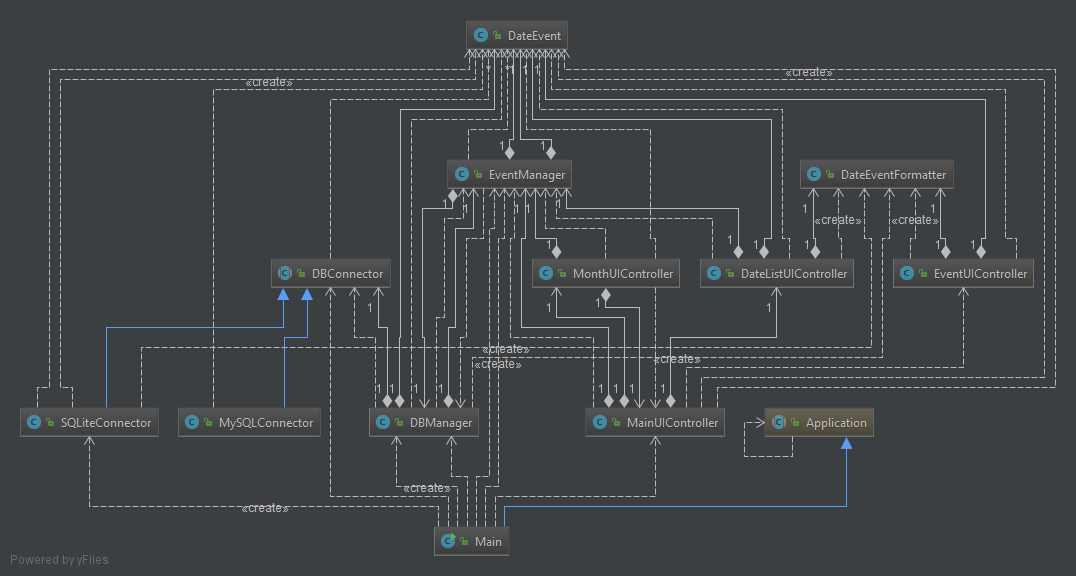 DateEvent
«create»
«create»
1
1
1
1
EventManager
DateEventFormatter
1
1
1
1
1
«create»
«create»
DBConnector
MonthUIController
DateListUIController
EventUIController
1
1
1
1
1
1
1
1
«create»
«create»
«create»
1
1
1
1
1
1
1
SQLiteConnector
MySQLConnector
DBManager
MainUIController
Application
«create»
«create»
Main
Powered by yFiles